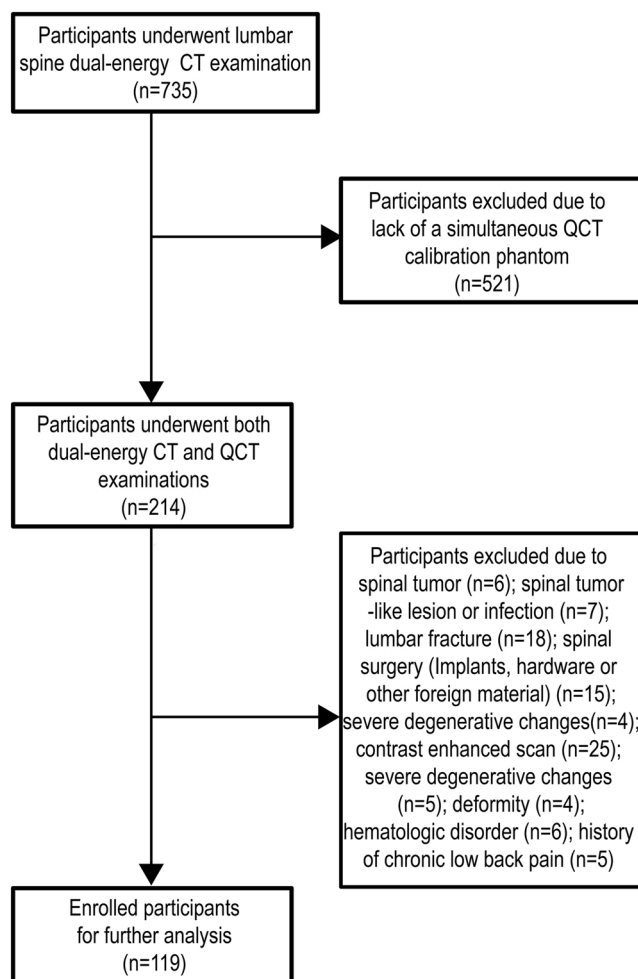 Participants underwent lumbar
spine dual-energy CT examination
(n=735)
Participants excluded due to
lack of a simultaneous QCT
calibration phantom
(n=521)
Participants underwent both
dual-energy CT and QCT
examinations
(n=214)
Participants excluded due to
spinal tumor (n=6); spinal tumor
-like lesion or infection (n=7);
lumbar fracture (n=18); spinal
surgery (Implants, hardware or
other foreign material) (n=15);
severe degenerative changes(n=4);
contrast enhanced scan (n=25);
severe degenerative changes
(n=5); deformity (n=4);
hematologic disorder (n=6); history
of chronic low back pain (n=5)
Enrolled participants
for further analysis
(n=119)